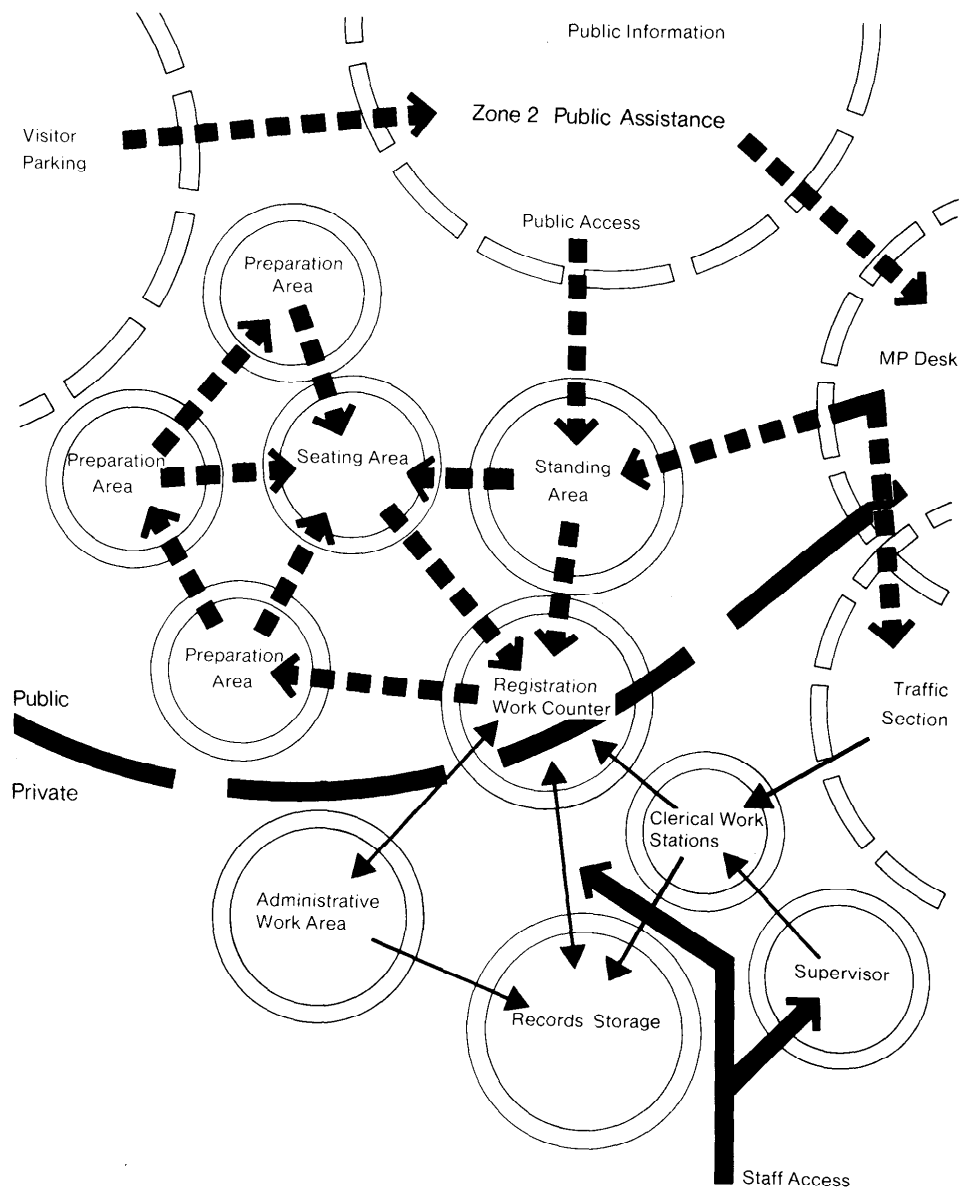 Public Information
Zone 2 Public Assistance
Visitor
Parking
Public Access
Preparation
Area
MP Desk
Preparation
Area
Seating Area
Standing
Area
Preparation
Area
Registration
Work Counter
Public
Private
Traffic
Section
Clerical Work
Stations
Administrative
Work Area
Supervisor
Records Storage
Staff Access